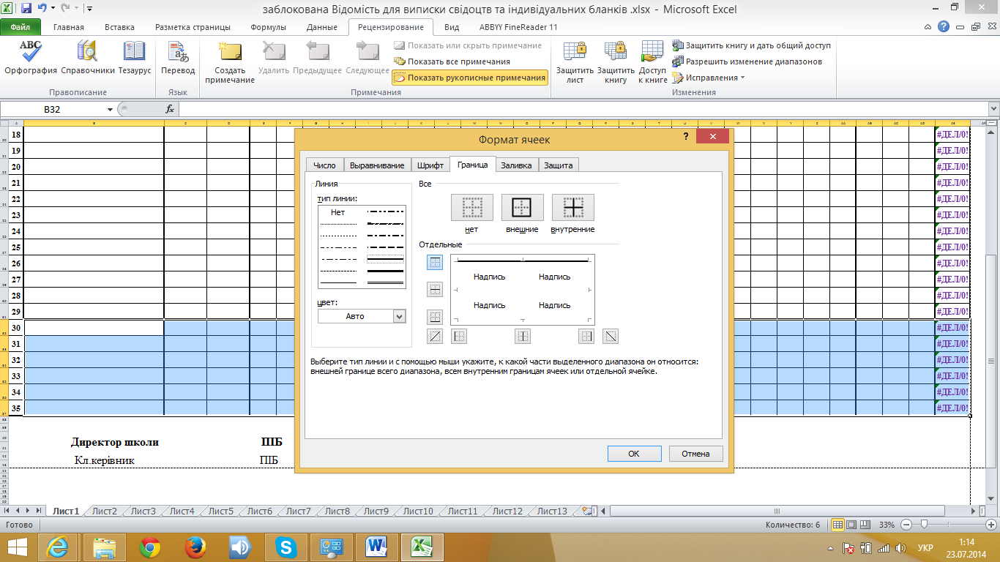 заблокована Відомість для виписки свідоцтв та індивідуальних бланків .xlsx - Microsoft Excel
Файл Главная Вставка Разметка страницы Формулы Данные Рецензирование Вид ABBYY FineReader 11
Орфография Справочники Тезаурус
Правописание
Перевод
Язык
Создать примечание Удалить Предыдущее Следующее
Показать или скрыть примечание
Показать все примечания
Показать рукописные примечания
Примечания
Защитить лист Защитить книгу Доступ к книге
Защитить книгу и дать общий доступ
Разрешить изменение диапазонов
Исправления
Изменения
B32 fx
18 #ДЕЛ/0!
19 #ДЕЛ/0!
20 #ДЕЛ/0!
21 #ДЕЛ/0!
22 #ДЕЛ/0!
23 #ДЕЛ/0!
24 #ДЕЛ/0!
25 #ДЕЛ/0!
26 #ДЕЛ/0!
27 #ДЕЛ/0!
28 #ДЕЛ/0!
29 #ДЕЛ/0!
30 #ДЕЛ/0!
31 #ДЕЛ/0!
32 #ДЕЛ/0!
33 #ДЕЛ/0!
34 #ДЕЛ/0!
35 #ДЕЛ/0!
Директор школи ПІБ
Кл.керівник ПІБ
Формат ячеек ?
Число Выравнивание Шрифт Граница Заливка Защита
Линия
тип линии:
Нет
цвет:
Авто
Все
нет внешние внутренние
Отдельные
Надпись Надпись
Надпись Надпись
Выберите тип линии и с помощью мыши укажите, к какой части выделенного диапазона он относится:
внешней границе всего диапазона, всем внутренним границам ячеек или отдельной ячейке.
ОК Отмена
Лист1 Лист2 Лист3 Лист4 Лист5 Лист6 Лист7 Лист8 Лист9 Лист10 Лист11 Лист12 Лист13
Готово Количество: 6 33%
УКР
1:14
23.07.2014